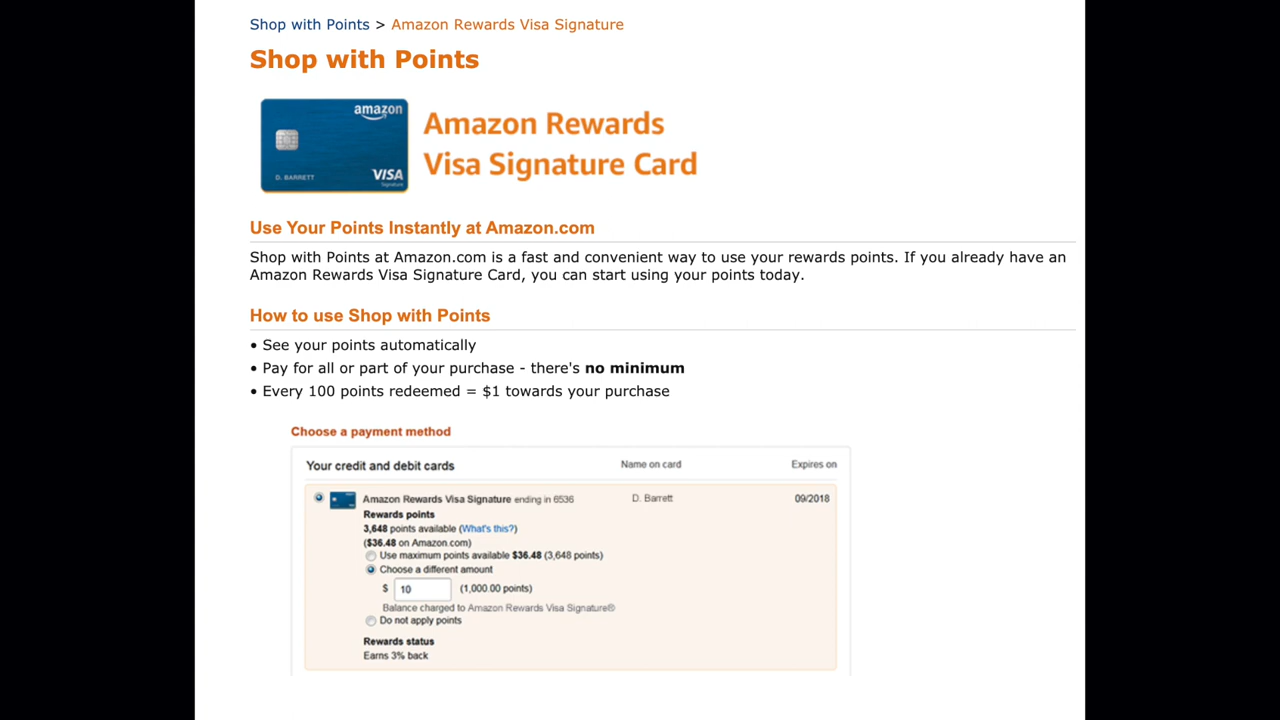 Shop with Points > Amazon Rewards Visa Signature
Shop with Points
amazon
D. BARRETT
VISA
Signature
Amazon Rewards
Visa Signature Card
Use Your Points Instantly at Amazon.com
Shop with Points at Amazon.com is a fast and convenient way to use your rewards points. If you already have an
Amazon Rewards Visa Signature Card, you can start using your points today.
How to use Shop with Points
• See your points automatically
• Pay for all or part of your purchase - there's no minimum
• Every 100 points redeemed = $1 towards your purchase
Choose a payment method
Your credit and debit cards Name on card Expires on
Amazon Rewards Visa Signature ending in 6536 D. Barrett 09/2018
Rewards points
3,648 points available (What's this?)
($36.48 on Amazon.com)
Use maximum points available $36.48 (3,648 points)
Choose a different amount
$ 10 (1,000.00 points)
Balance charged to Amazon Rewards Visa Signature®
Do not apply points
Rewards status
Earns 3% back